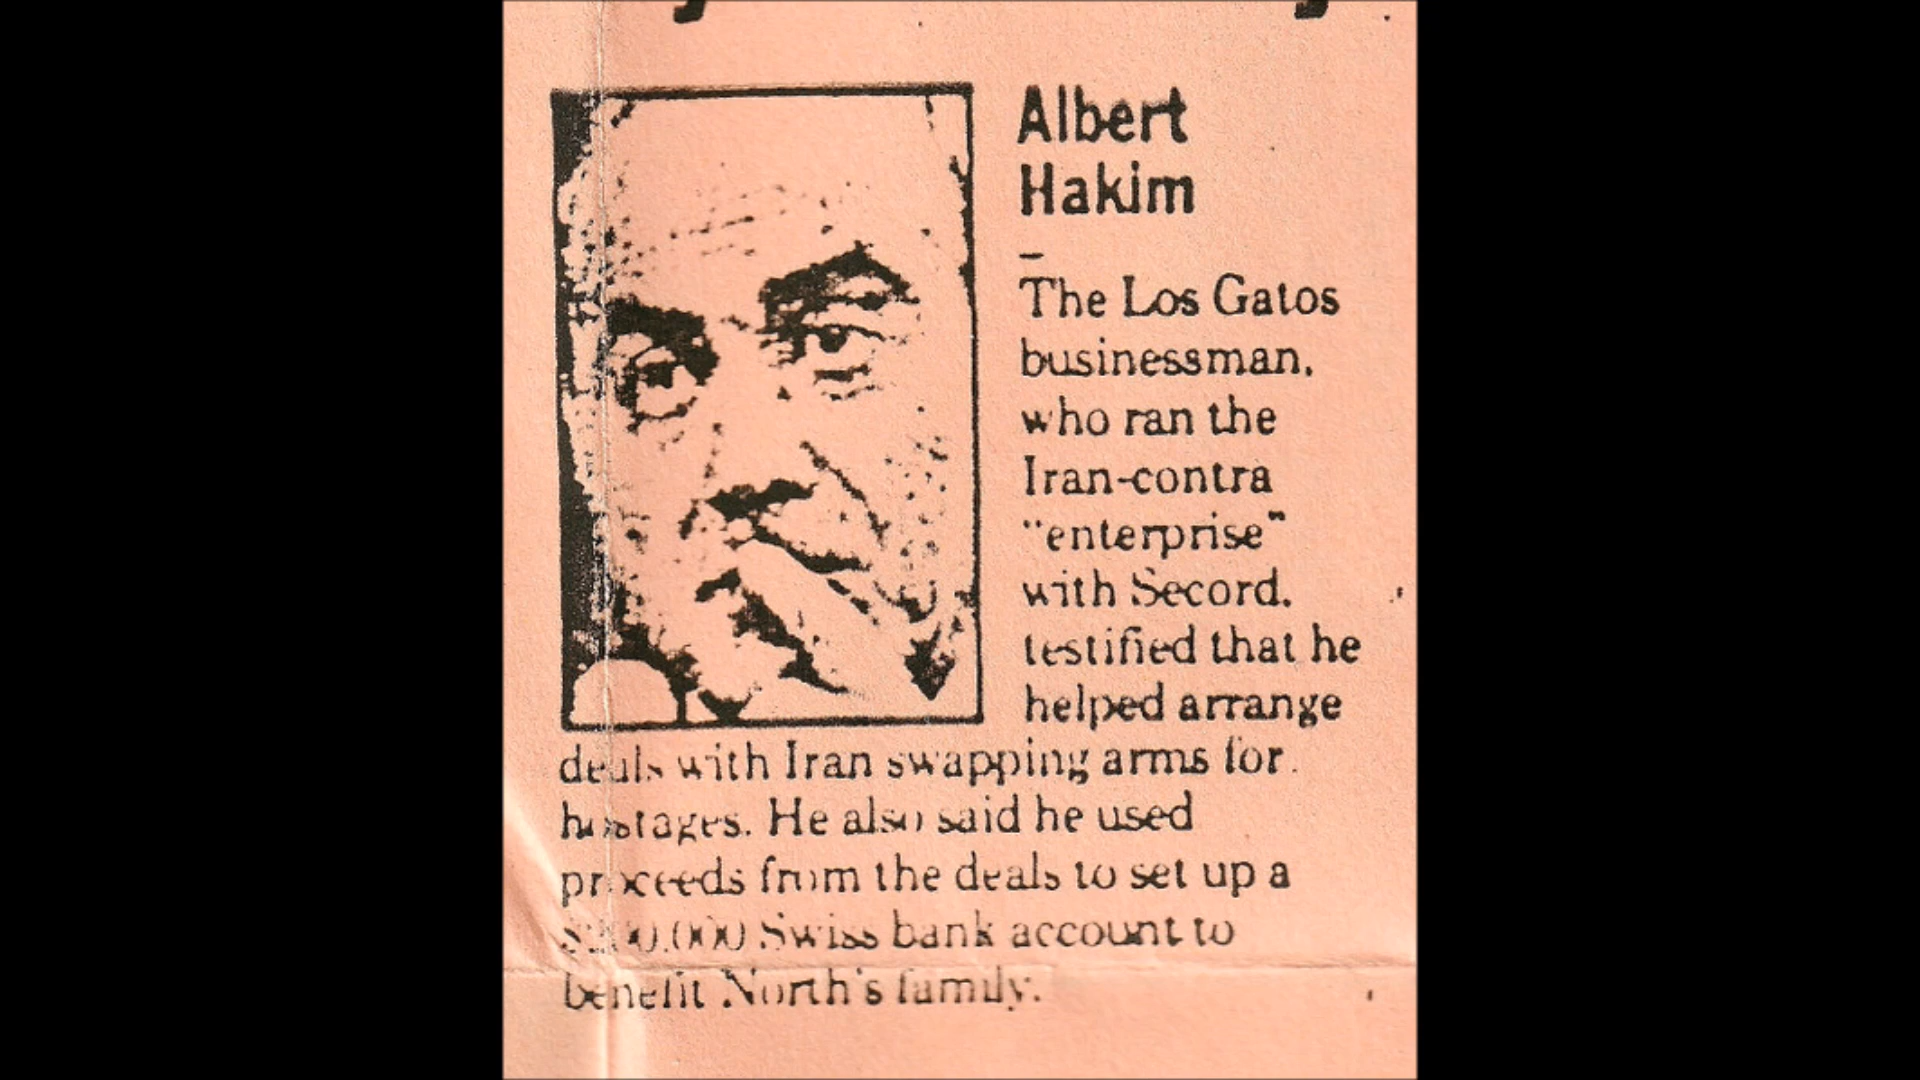 Albert
Hakim
The Los Gatos
businessman,
who ran the
Iran-contra
"enterprise"
with Secord,
testified that he
helped arrange
deals with Iran swapping arms for
hostages. He also said he used
proceeds from the deals to set up a
Swiss bank account to
benefit North's family.